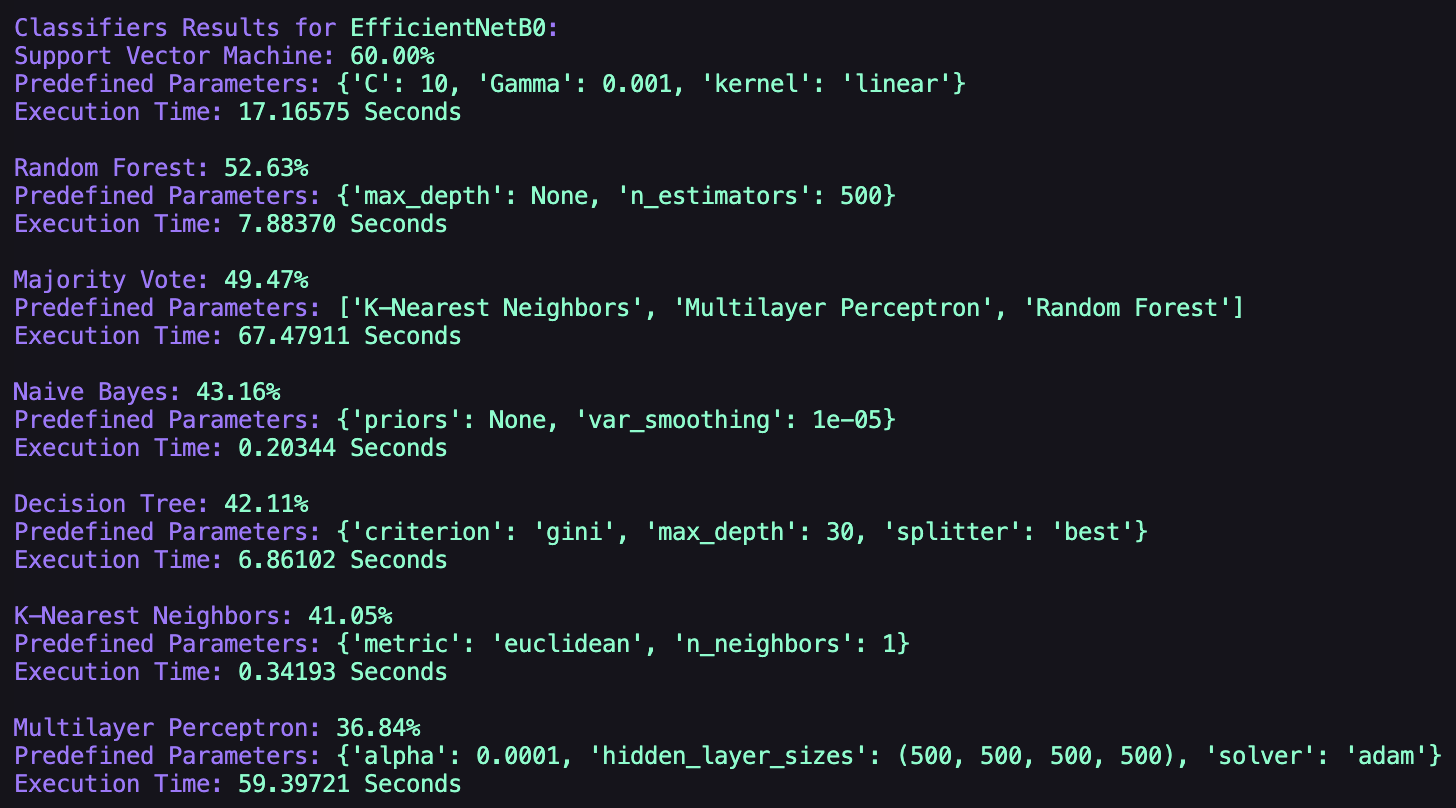 Classifiers Results for EfficientNetB0:
Support Vector Machine: 60.00%
Predefined Parameters: {'C': 10, 'Gamma': 0.001, 'kernel': 'linear'}
Execution Time: 17.16575 Seconds
Random Forest: 52.63%
Predefined Parameters: {'max_depth': None, 'n_estimators': 500}
Execution Time: 7.88370 Seconds
Majority Vote: 49.47%
Predefined Parameters: ['K-Nearest Neighbors', 'Multilayer Perceptron', 'Random Forest']
Execution Time: 67.47911 Seconds
Naive Bayes: 43.16%
Predefined Parameters: {'priors': None, 'var_smoothing': 1e-05}
Execution Time: 0.20344 Seconds
Decision Tree: 42.11%
Predefined Parameters: {'criterion': 'gini', 'max_depth': 30, 'splitter': 'best'}
Execution Time: 6.86102 Seconds
K-Nearest Neighbors: 41.05%
Predefined Parameters: {'metric': 'euclidean', 'n_neighbors': 1}
Execution Time: 0.34193 Seconds
Multilayer Perceptron: 36.84%
Predefined Parameters: {'alpha': 0.0001, 'hidden_layer_sizes': (500, 500, 500, 500), 'solver': 'adam'}
Execution Time: 59.39721 Seconds